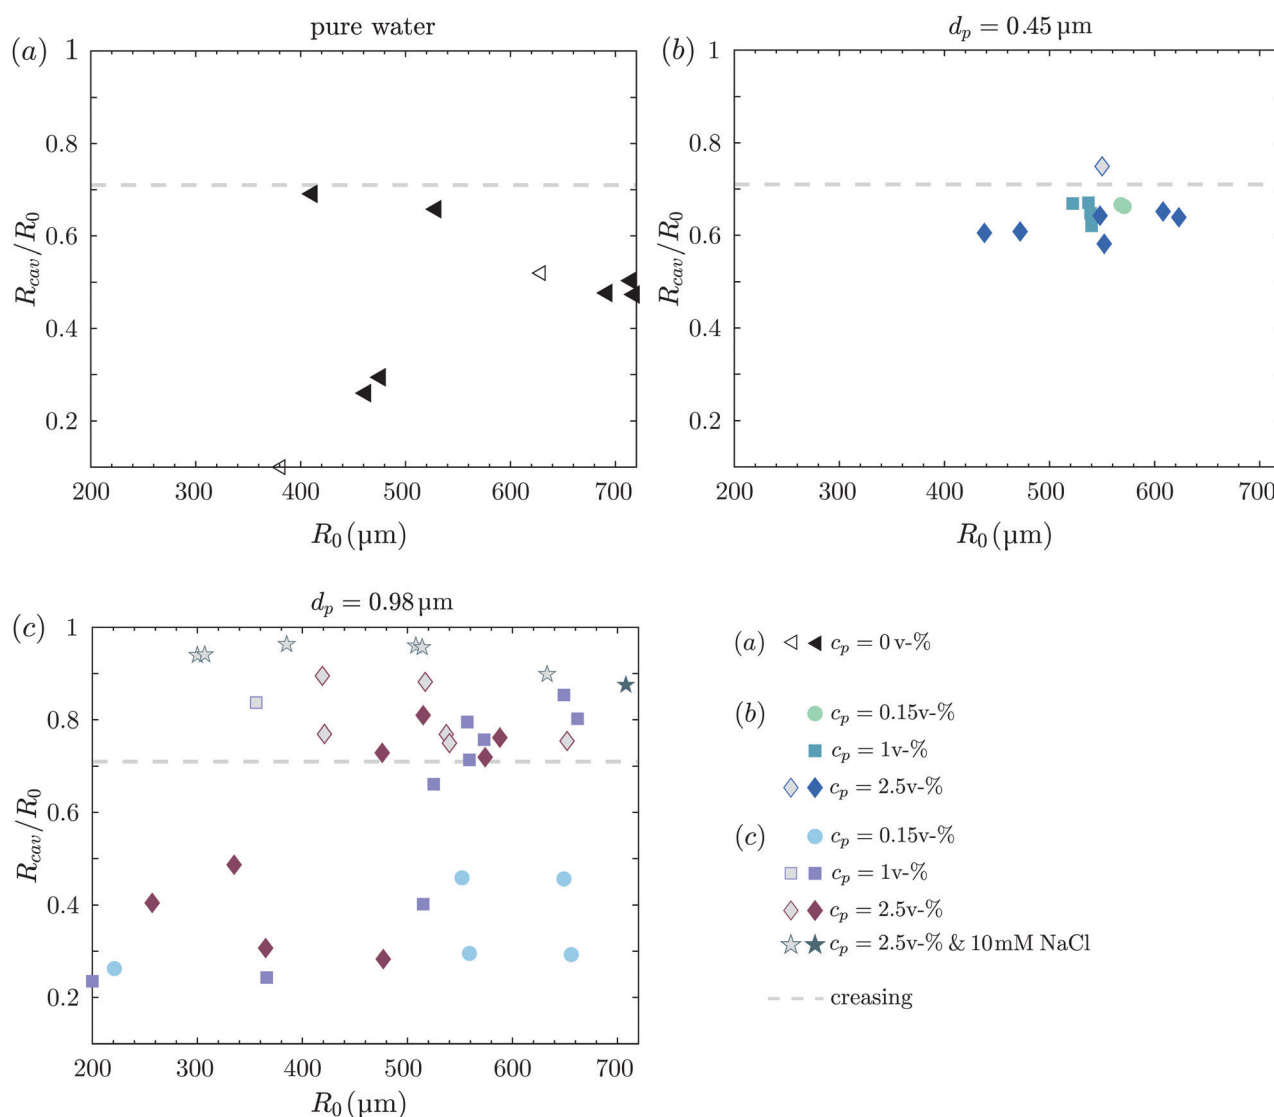 pure water
(a)
1
0.8
0.6
0.4
0.2
R_cav/R_0
200 300 400 500 600 700
R_0 (µm)
d_p = 0.45 µm
(b)
1
0.8
0.6
0.4
0.2
R_cav/R_0
200 300 400 500 600 700
R_0 (µm)
d_p = 0.98 µm
(c)
1
0.8
0.6
0.4
0.2
R_cav/R_0
200 300 400 500 600 700
R_0 (µm)
(a) c_p = 0 v-%
(b) c_p = 0.15v-%
c_p = 1v-%
c_p = 2.5v-%
(c) c_p = 0.15v-%
c_p = 1v-%
c_p = 2.5v-%
c_p = 2.5v-% & 10mM NaCl
creasing